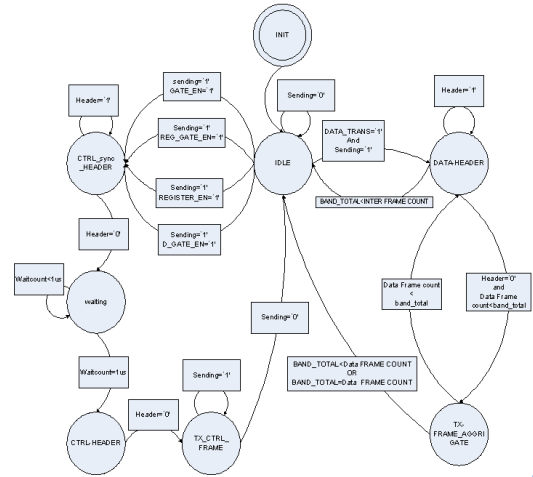 INIT
sending=`1'
GATE_EN=`1'
Sending=`0'
Header=`1'
Header=`1'
Sending=`1'
REG_GATE_EN=`1'
DATA_TRANS=`1'
And
Sending=`1'
CTRL_sync
_HEADER
IDLE
DATA-HEADER
Sending=`1'
REGISTER_EN=`1'
BAND_TOTAL<INTER FRAME COUNT
Header=`0'
Sending=`1'
D_GATE_EN=`1'
Waitcount<1us
waiting
Data Frame count
<
band_total
Header=`0'
and
Data Frame
count<band_total
Sending=`0'
Waitcount=1us
Sending=`1'
BAND_TOTAL<Data FRAME COUNT
OR
BAND_TOTAL=Data FRAME COUNT
Header=`0'
CTRL-HEADER
TX_CTRL_
FRAME
TX-
FRAME_AGGRI
GATE